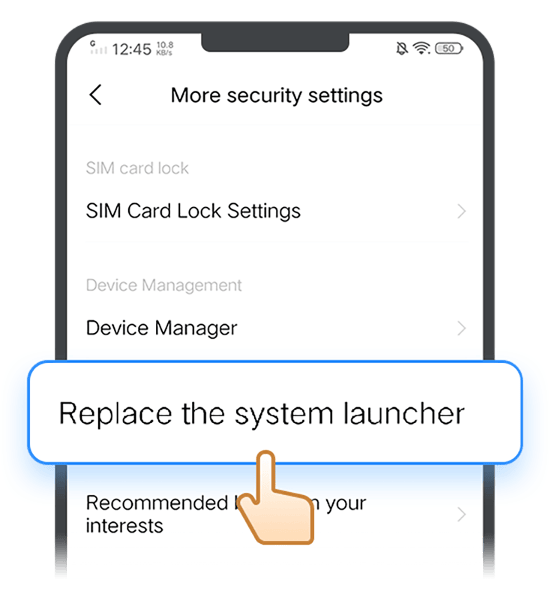 G 12:45 10.8 KB/s 50
More security settings
SIM card lock
SIM Card Lock Settings
Device Management
Device Manager
Replace the system launcher
Recommended your
interests